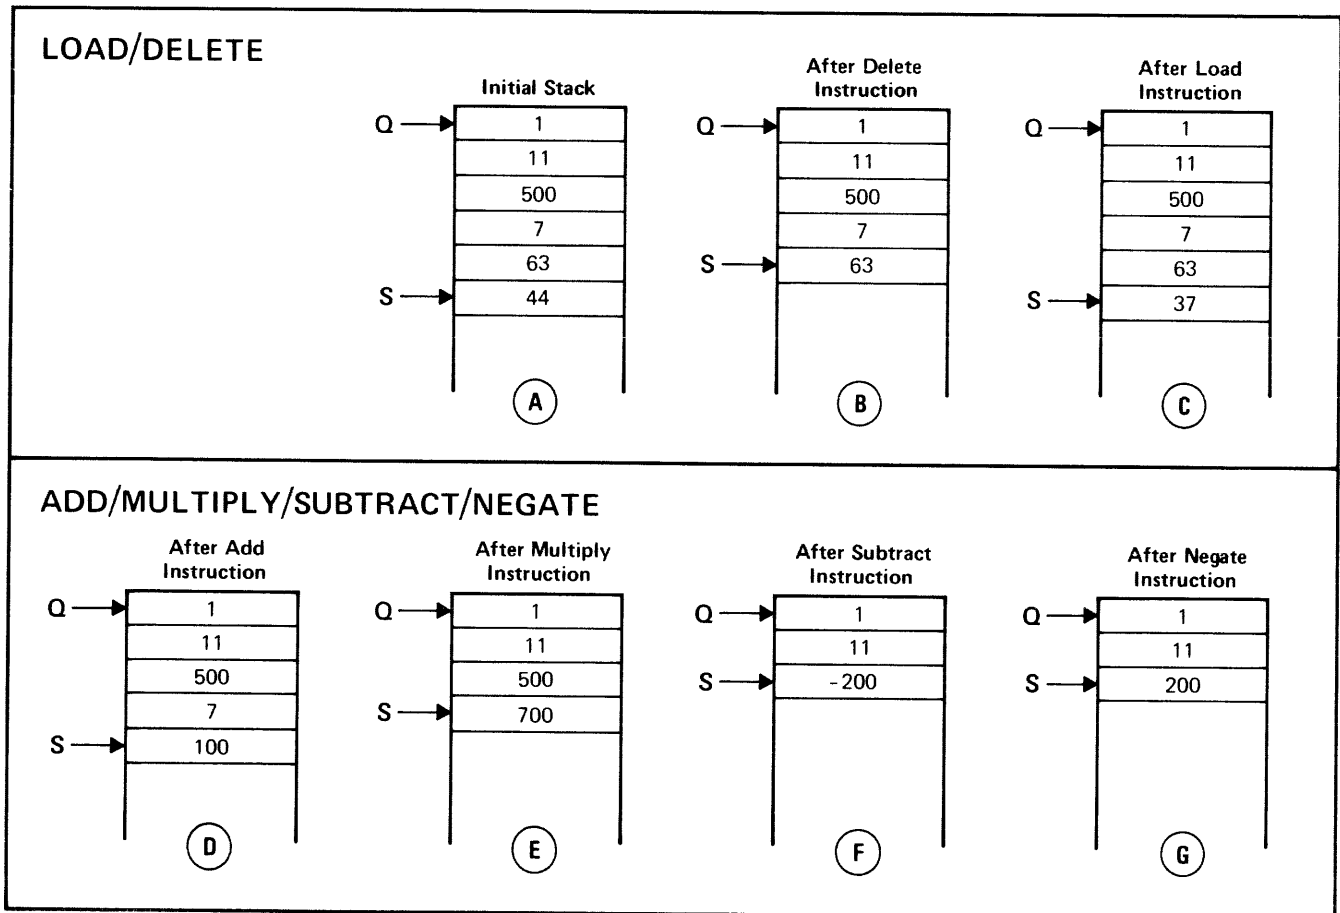 LOAD/DELETE
Initial Stack
Q
1
11
500
7
63
S
44
A
After Delete
Instruction
Q
1
11
500
7
S
63
B
After Load
Instruction
Q
1
11
500
7
63
S
37
C
ADD/MULTIPLY/SUBTRACT/NEGATE
After Add
Instruction
Q
1
11
500
7
S
100
D
After Multiply
Instruction
Q
1
11
500
S
700
E
After Subtract
Instruction
Q
1
11
S
-200
F
After Negate
Instruction
Q
1
11
S
200
G